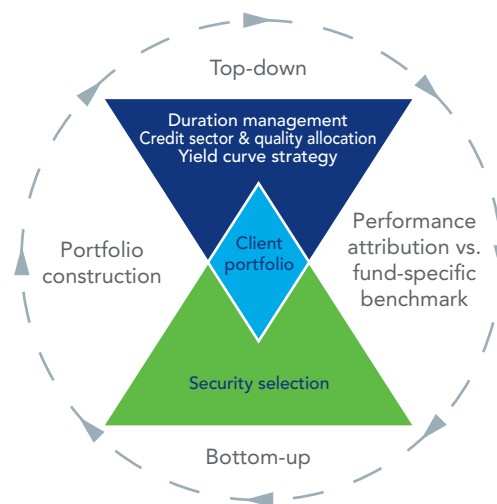 Top-down
Duration management
Credit sector & quality allocation
Yield curve strategy
Client
portfolio
Portfolio
construction
Performance
attribution vs.
fund-specific
benchmark
Security selection
Bottom-up